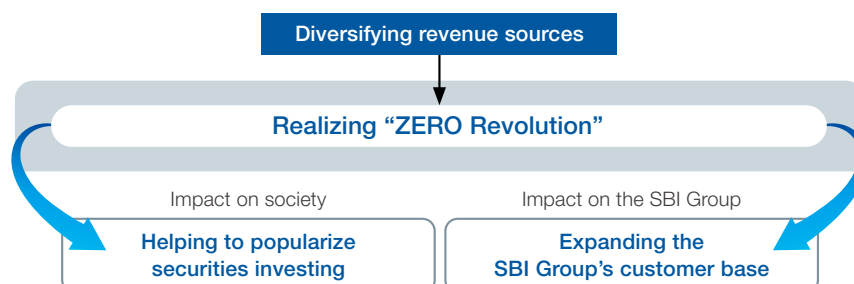 Diversifying revenue sources
Realizing “ZERO Revolution”
Impact on society
Helping to popularize
securities investing
Impact on the SBI Group
Expanding the
SBI Group’s customer base